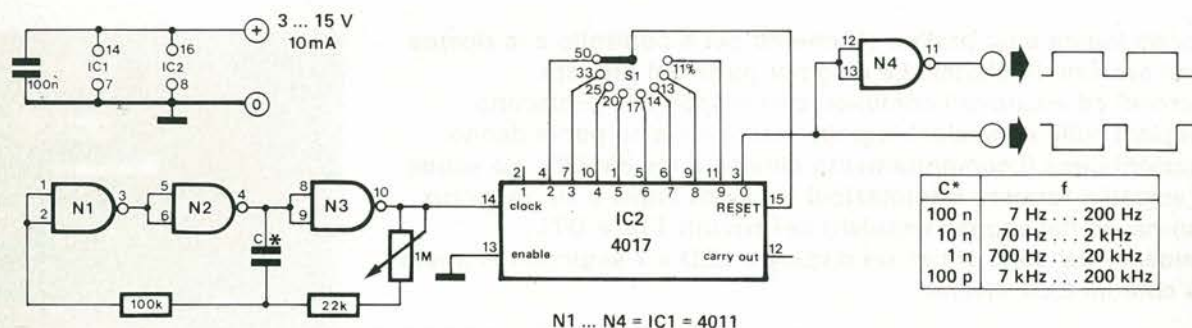 3 ... 15 V
10mA
+
0
100n
14
IC1
7
16
IC2
8
1
2
N1
3
5
6
N2
4
8
9
N3
10
C*
1M
100k
22k
50
33
25
20
17
14
13
11%
S1
2 4 7 10 1 5 6 9 11 3
1 2 3 4 5 6 7 8 9 0
14
clock
RESET
15
IC2
4017
13
enable
carry out
12
12
13
N4
11
C* f
100 n 7 Hz ... 200 Hz
10 n 70 Hz ... 2 kHz
1 n 700 Hz ... 20 kHz
100 p 7 kHz ... 200 kHz
N1 ... N4 = IC1 = 4011